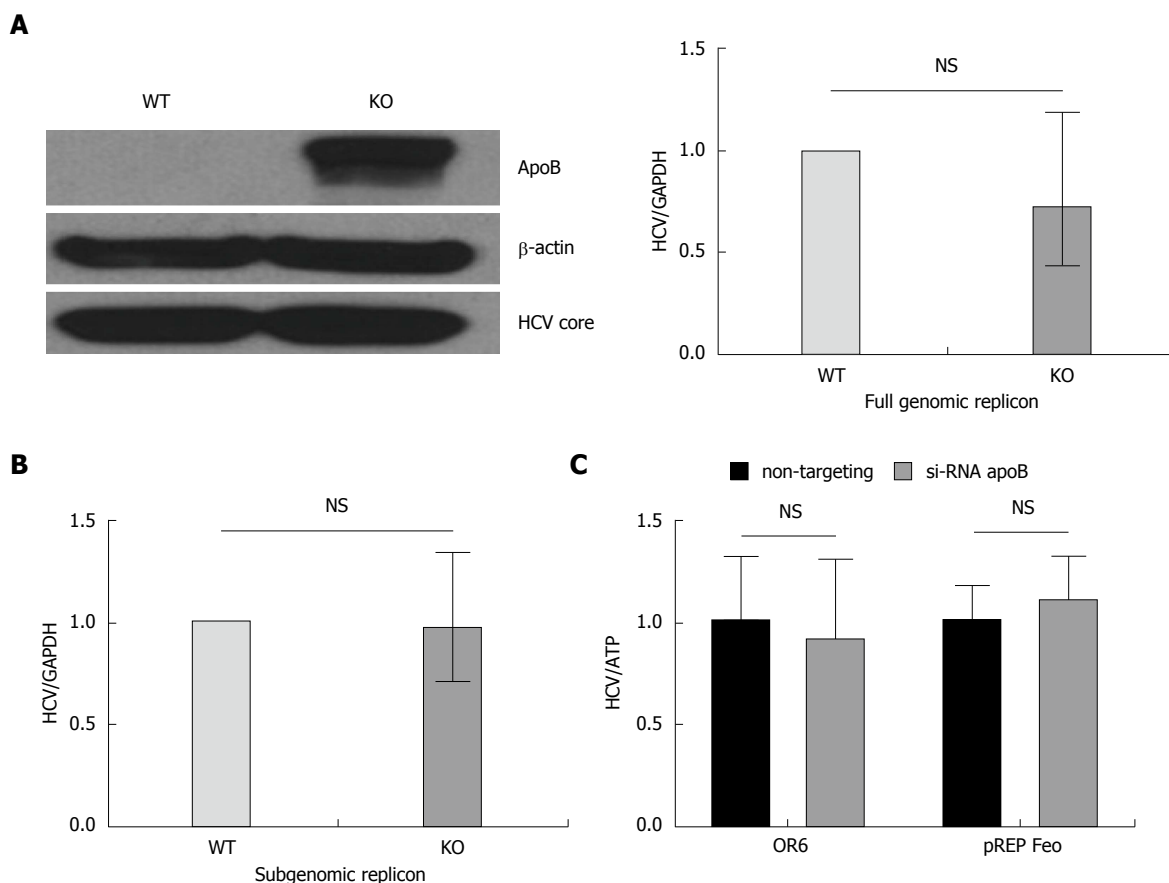 A
WT KO
ApoB
β-actin
HCV core
1.5
1.0
0.5
0.0
HCV/GAPDH
NS
WT KO
Full genomic replicon
B
1.5
1.0
0.5
0.0
HCV/GAPDH
NS
WT KO
Subgenomic replicon
C
non-targeting si-RNA apoB
1.5
1.0
0.5
0.0
HCV/ATP
NS NS
OR6 pREP Feo